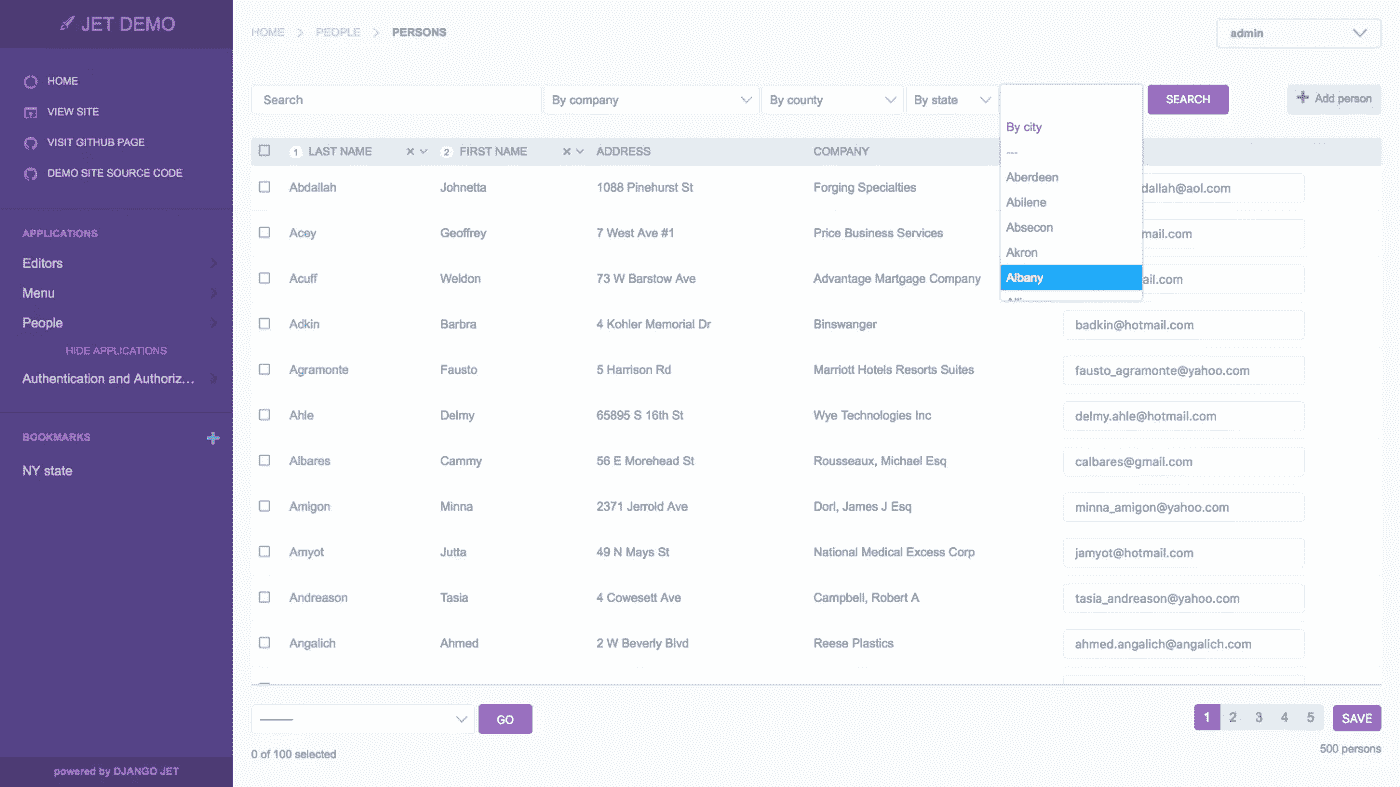 JET DEMO
HOME
VIEW SITE
VISIT GITHUB PAGE
DEMO SITE SOURCE CODE
APPLICATIONS
Editors
Menu
People
HIDE APPLICATIONS
Authentication and Authoriz...
BOOKMARKS
NY state
powered by DJANGO JET
HOME PEOPLE PERSONS
admin
Search By company By county By state SEARCH Add person
By city
---
Aberdeen
Abilene
Absecon
Akron
Albany
1 LAST NAME 2 FIRST NAME ADDRESS COMPANY
Abdallah Johnetta 1088 Pinehurst St Forging Specialties dallah@aol.com
Acey Geoffrey 7 West Ave #1 Price Business Services mail.com
Acuff Weldon 73 W Barstow Ave Advantage Martgage Company ail.com
Adkin Barbra 4 Kohler Memorial Dr Binswanger badkin@hotmail.com
Agramonte Fausto 5 Harrison Rd Marriott Hotels Resorts Suites fausto_agramonte@yahoo.com
Ahle Delmy 65895 S 16th St Wye Technologies Inc delmy.ahle@hotmail.com
Albares Cammy 56 E Morehead St Rousseaux, Michael Esq calbares@gmail.com
Amigon Minna 2371 Jerrold Ave Dorl, James J Esq minna_amigon@yahoo.com
Amyot Jutta 49 N Mays St National Medical Excess Corp jamyot@hotmail.com
Andreason Tasia 4 Cowesett Ave Campbell, Robert A tasia_andreason@yahoo.com
Angalich Ahmed 2 W Beverly Blvd Reese Plastics ahmed.angalich@angalich.com
GO 1 2 3 4 5 SAVE
0 of 100 selected
500 persons